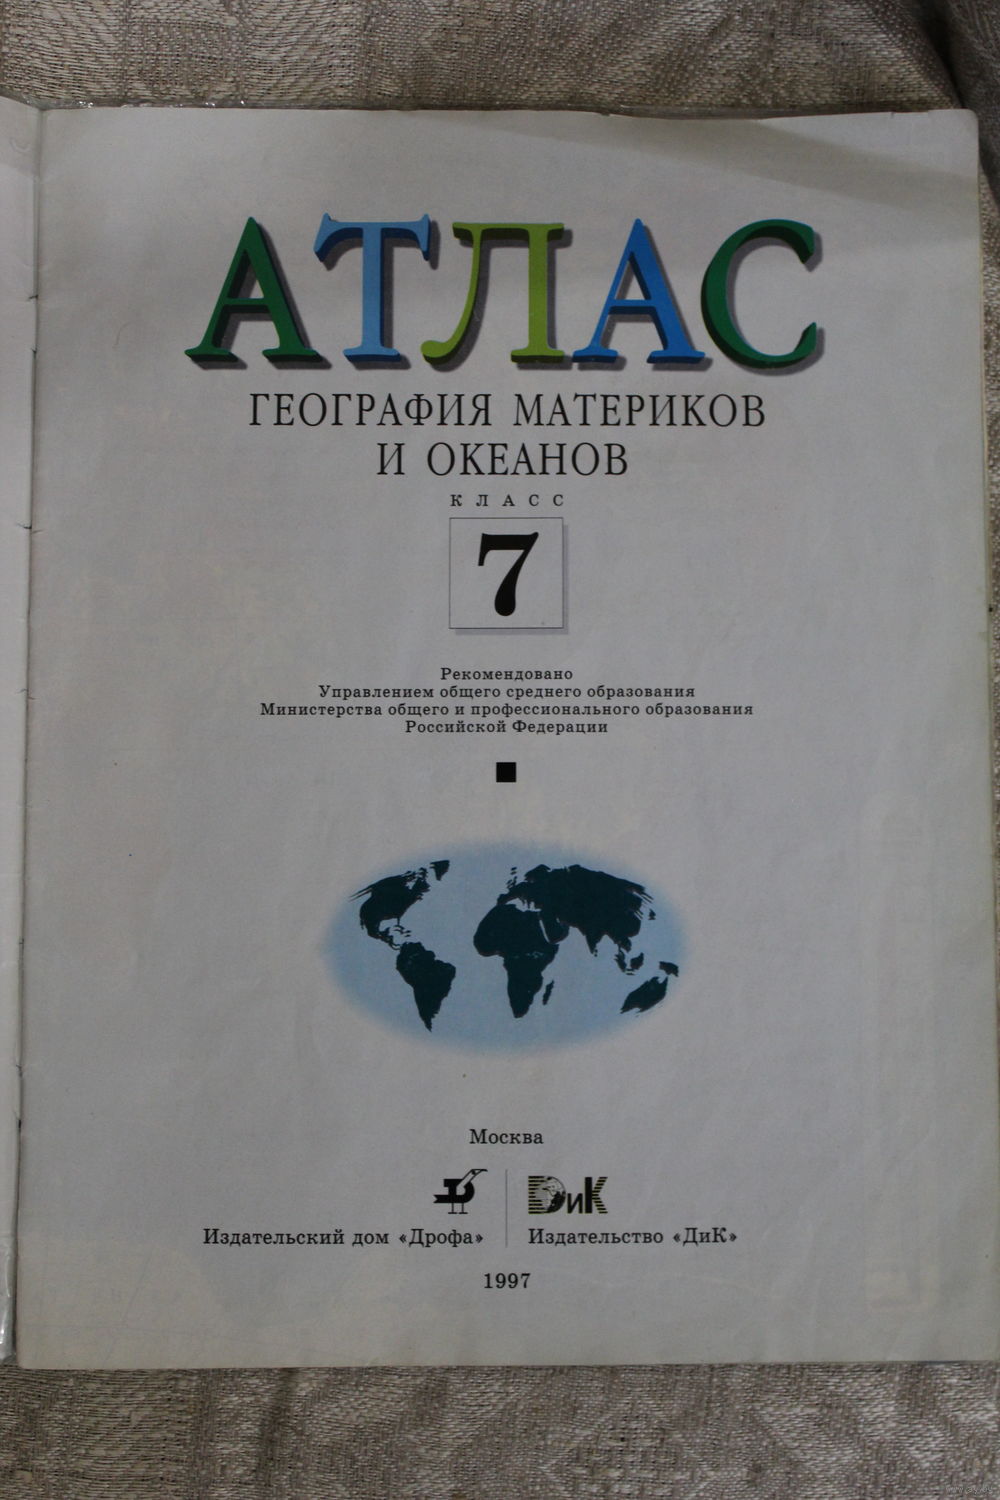 АТЛАС
ГЕОГРАФИЯ МАТЕРИКОВ
И ОКЕАНОВ
КЛАСС
7
Рекомендовано
Управлением общего среднего образования
Министерства общего и профессионального образования
Российской Федерации
Москва
ДиК
Издательский дом «Дрофа»
Издательство «ДиК»
1997